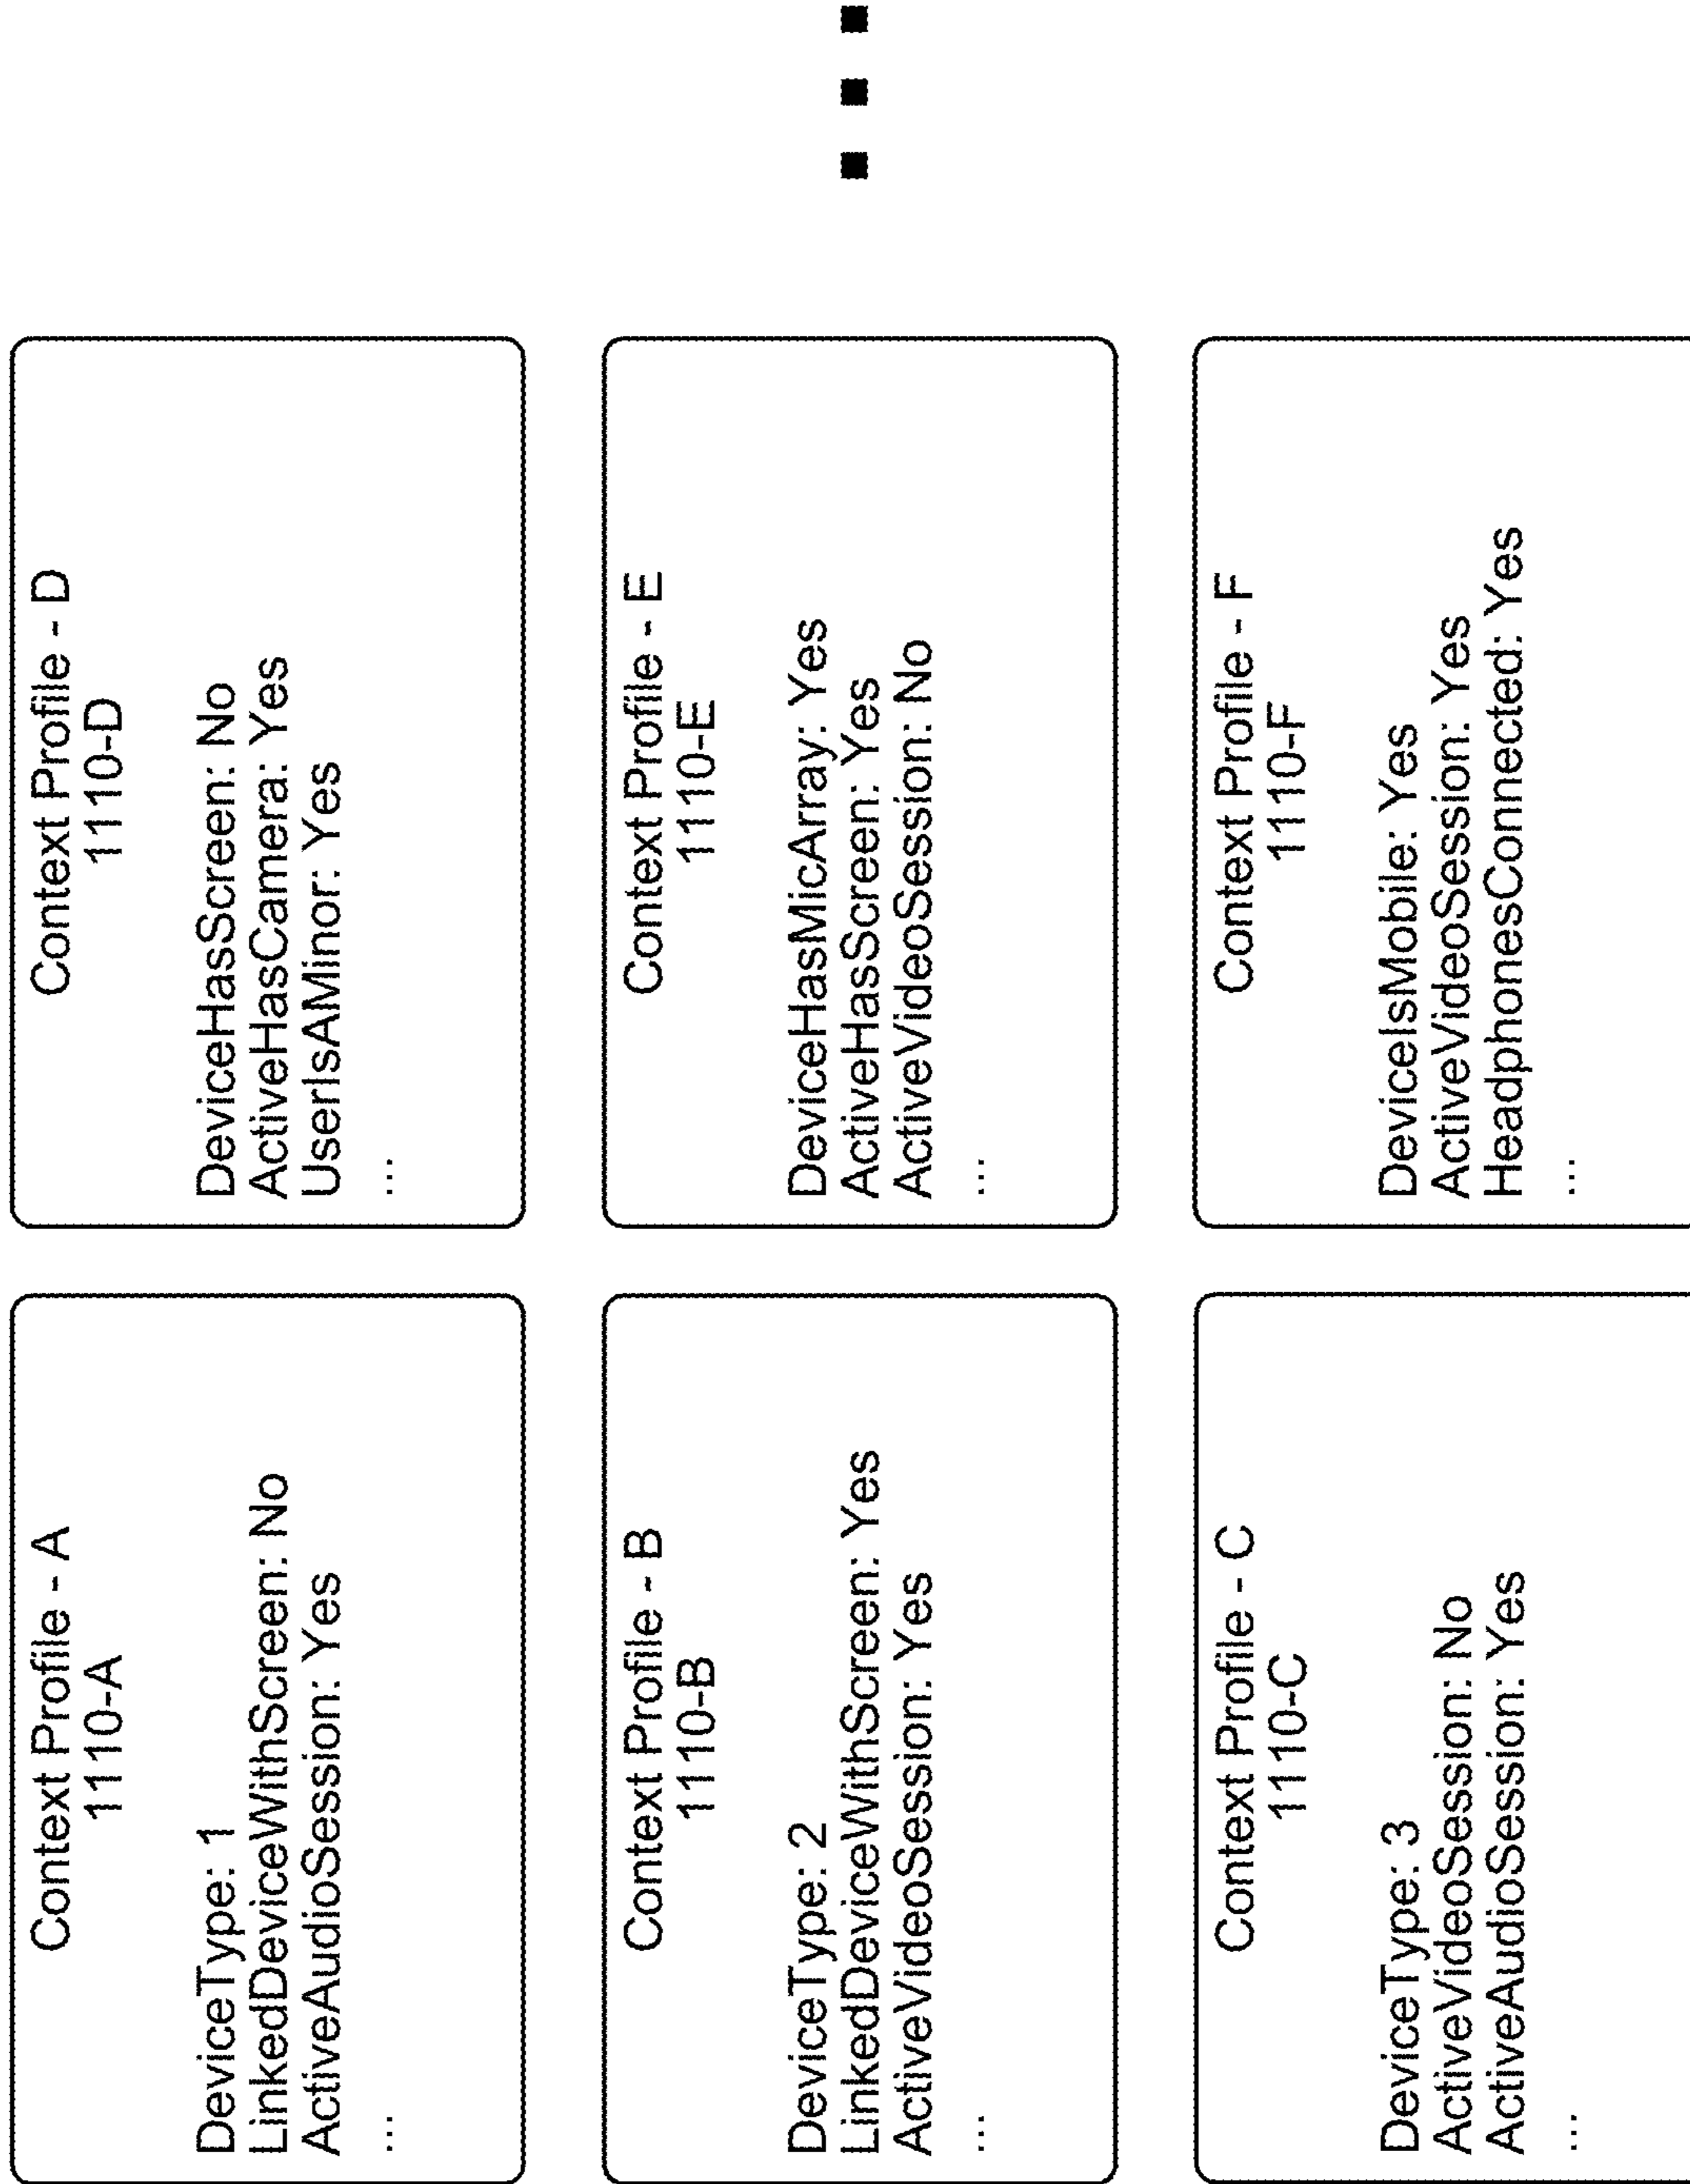 Context Profile - A
1110-A
DeviceType: 1
LinkedDeviceWithScreen: No
ActiveAudioSession: Yes
...
Context Profile - B
1110-B
DeviceType: 2
LinkedDeviceWithScreen: Yes
ActiveVideoSession: Yes
...
Context Profile - C
1110-C
DeviceType: 3
ActiveVideoSession: No
ActiveAudioSession: Yes
...
Context Profile - D
1110-D
DeviceHasScreen: No
ActiveHasCamera: Yes
UserIsAMinor: Yes
...
Context Profile - E
1110-E
DeviceHasMicArray: Yes
ActiveHasScreen: Yes
ActiveVideoSession: No
...
Context Profile - F
1110-F
DeviceIsMobile: Yes
ActiveVideoSession: Yes
HeadphonesConnected: Yes
...